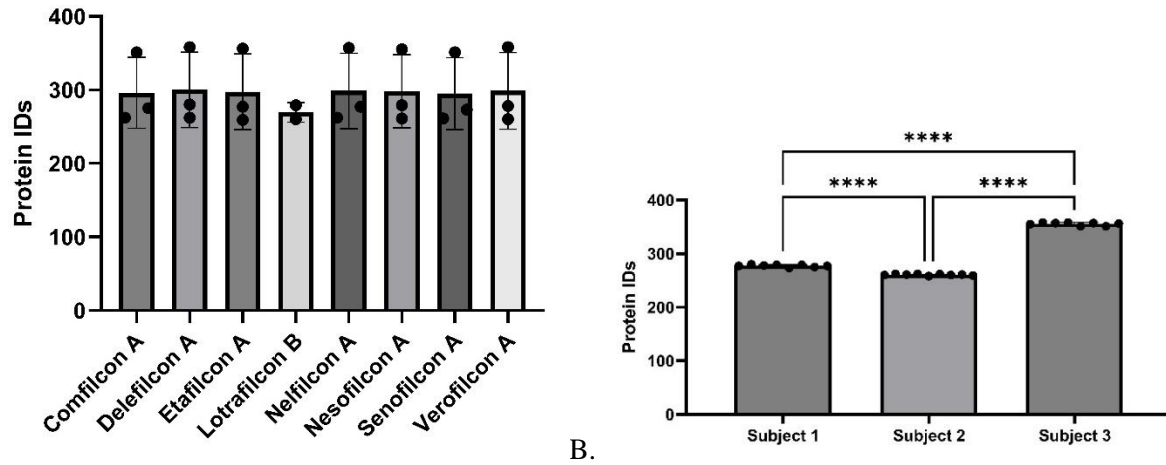 400
300
200
100
0
Protein IDs
Comfilcon A
Delefilcon A
Etafilcon A
Lotrafilcon B
Nelfilcon A
Nesofilcon A
Senofilcon A
Verofilcon A
B.
****
**** ****
400
300
200
100
0
Protein IDs
Subject 1 Subject 2 Subject 3